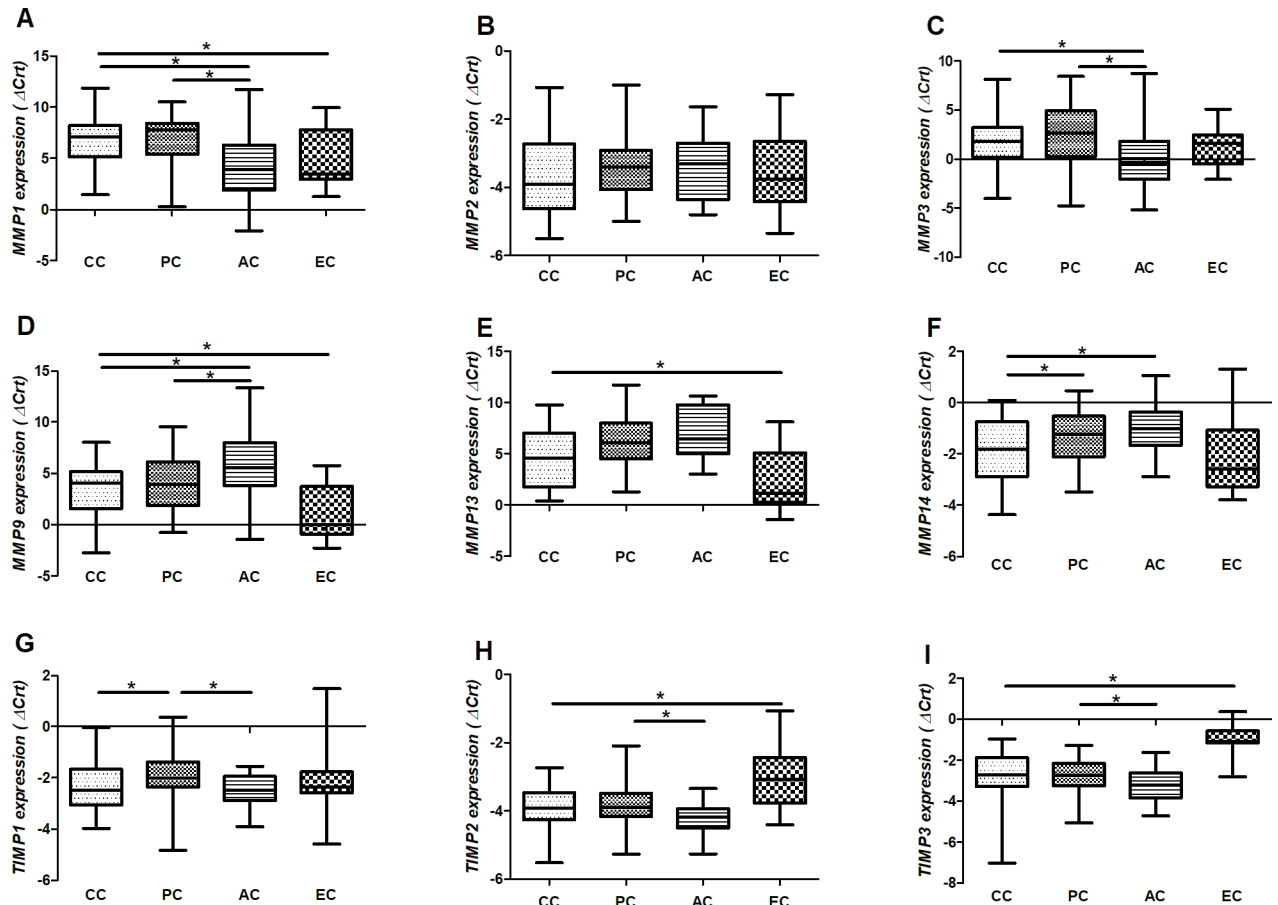 A
MMP1 expression ( ΔCrt)
15
10
5
0
-5
*
*
*
CC PC AC EC
B
MMP2 expression ( ΔCrt)
0
-2
-4
-6
CC PC AC EC
C
MMP3 expression ( ΔCrt)
10
5
0
-5
-10
*
*
CC PC AC EC
D
MMP9 expression ( ΔCrt)
15
10
5
0
-5
*
*
*
CC PC AC EC
E
MMP13 expression ( ΔCrt)
15
10
5
0
-5
*
CC PC AC EC
F
MMP14 expression ( ΔCrt)
2
0
-2
-4
-6
*
*
CC PC AC EC
G
TIMP1 expression ( ΔCrt)
2
0
-2
-4
-6
* *
CC PC AC EC
H
TIMP2 expression ( ΔCrt)
0
-2
-4
-6
*
*
CC PC AC EC
I
TIMP3 expression ( ΔCrt)
2
0
-2
-4
-6
-8
*
*
CC PC AC EC